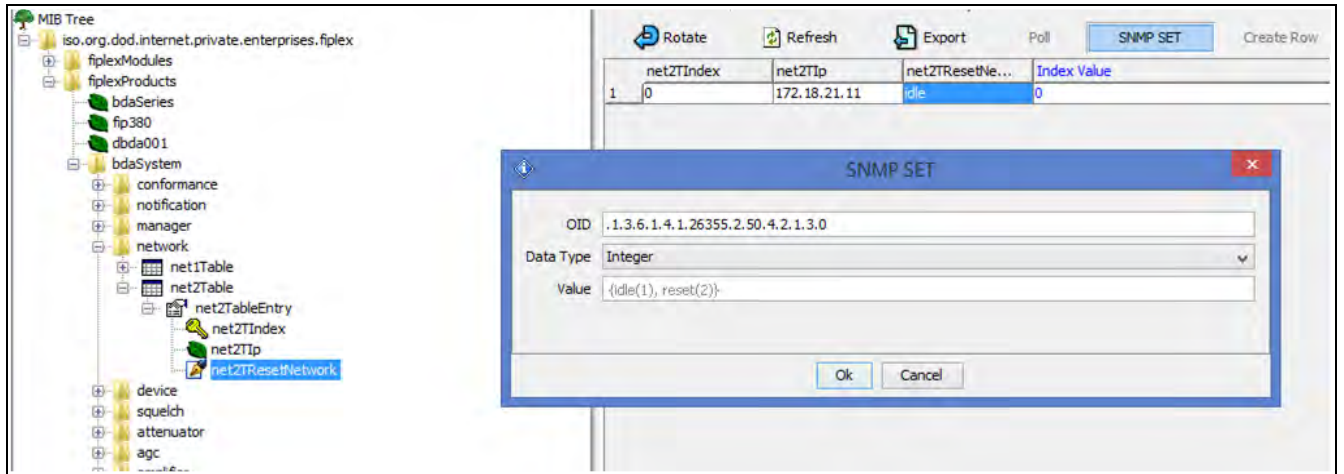 MIB Tree
iso.org.dod.internet.private.enterprises.fiplex
fiplexModules
fiplexProducts
bdaSeries
fip380
dbda001
bdaSystem
conformance
notification
manager
network
net1Table
net2Table
net2TableEntry
net2TIndex
net2TIp
net2TResetNetwork
device
squelch
attenuator
agc
Rotate Refresh Export Poll SNMP SET Create Row
net2TIndex net2TIp net2TResetNe... Index Value
1 0 172.18.21.11 idle 0
SNMP SET
OID .1.3.6.1.4.1.26355.2.50.4.2.1.3.0
Data Type Integer
Value {idle(1), reset(2)}
Ok Cancel